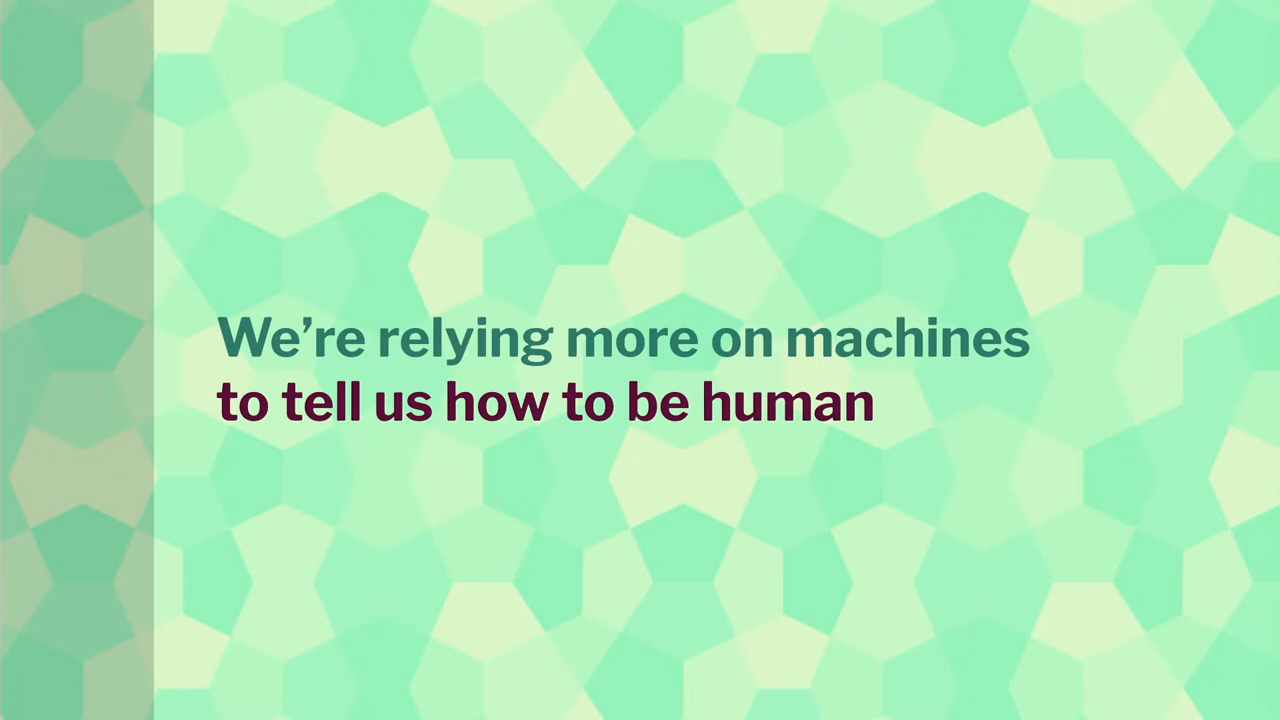 We’re relying more on machines
to tell us how to be human